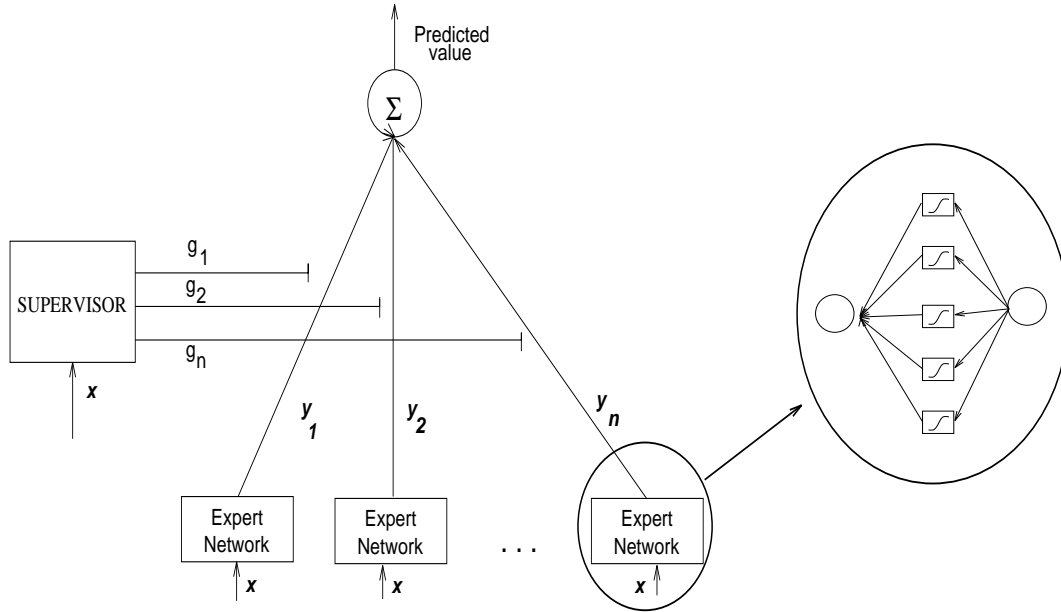 Predicted
value
Σ
g1
SUPERVISOR
g2
gn
x
y1
y2
yn
Expert
Network
Expert
Network
. . .
Expert
Network
x
x
x